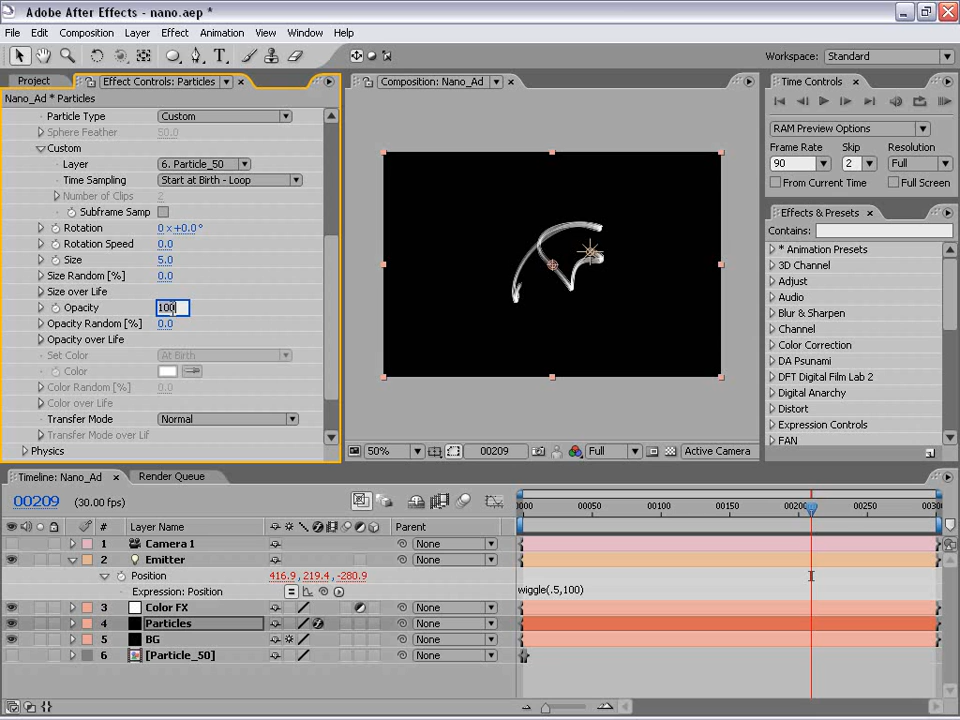 Adobe After Effects - nano.aep *
File Edit Composition Layer Effect Animation View Window Help
Workspace: Standard
Project Effect Controls: Particles
Nano_Ad * Particles
Particle Type Custom
Sphere Feather 50.0
Custom
Layer 6. Particle_50
Time Sampling Start at Birth - Loop
Number of Clips 2
Subframe Samp
Rotation 0 x +0.0°
Rotation Speed 0.0
Size 5.0
Size Random [%] 0.0
Size over Life
Opacity 100
Opacity Random [%] 0.0
Opacity over Life
Set Color At Birth
Color
Color Random [%] 0.0
Color over Life
Transfer Mode Normal
Transfer Mode over Lif
Physics
Composition: Nano_Ad
50% 00209 Full Active Camera
Time Controls
RAM Preview Options
Frame Rate Skip Resolution
90 2 Full
From Current Time Full Screen
Effects & Presets
Contains:
* Animation Presets
3D Channel
Adjust
Audio
Blur & Sharpen
Channel
Color Correction
DA Psunami
DFT Digital Film Lab 2
Digital Anarchy
Distort
Expression Controls
FAN
Timeline: Nano_Ad Render Queue
00209 (30.00 fps)
00050 00100 00150 00250
# Layer Name Parent
1 Camera 1 None
2 Emitter None
Position 416.9, 219.4, -280.9
Expression: Position wiggle(.5,100)
3 Color FX None
4 Particles None
5 BG None
6 [Particle_50] None